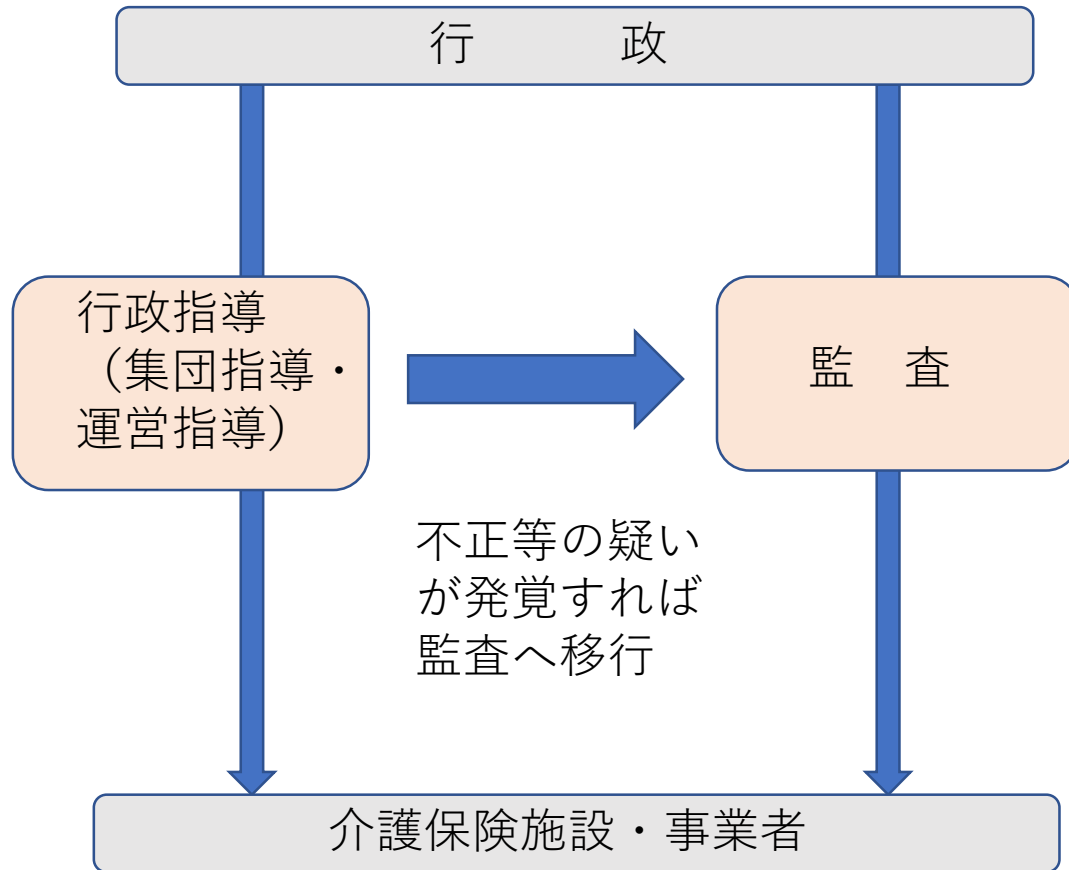 行　政
行政指導
（集団指導・
運営指導）
監　査
不正等の疑い
が発覚すれば
監査へ移行
介護保険施設・事業者